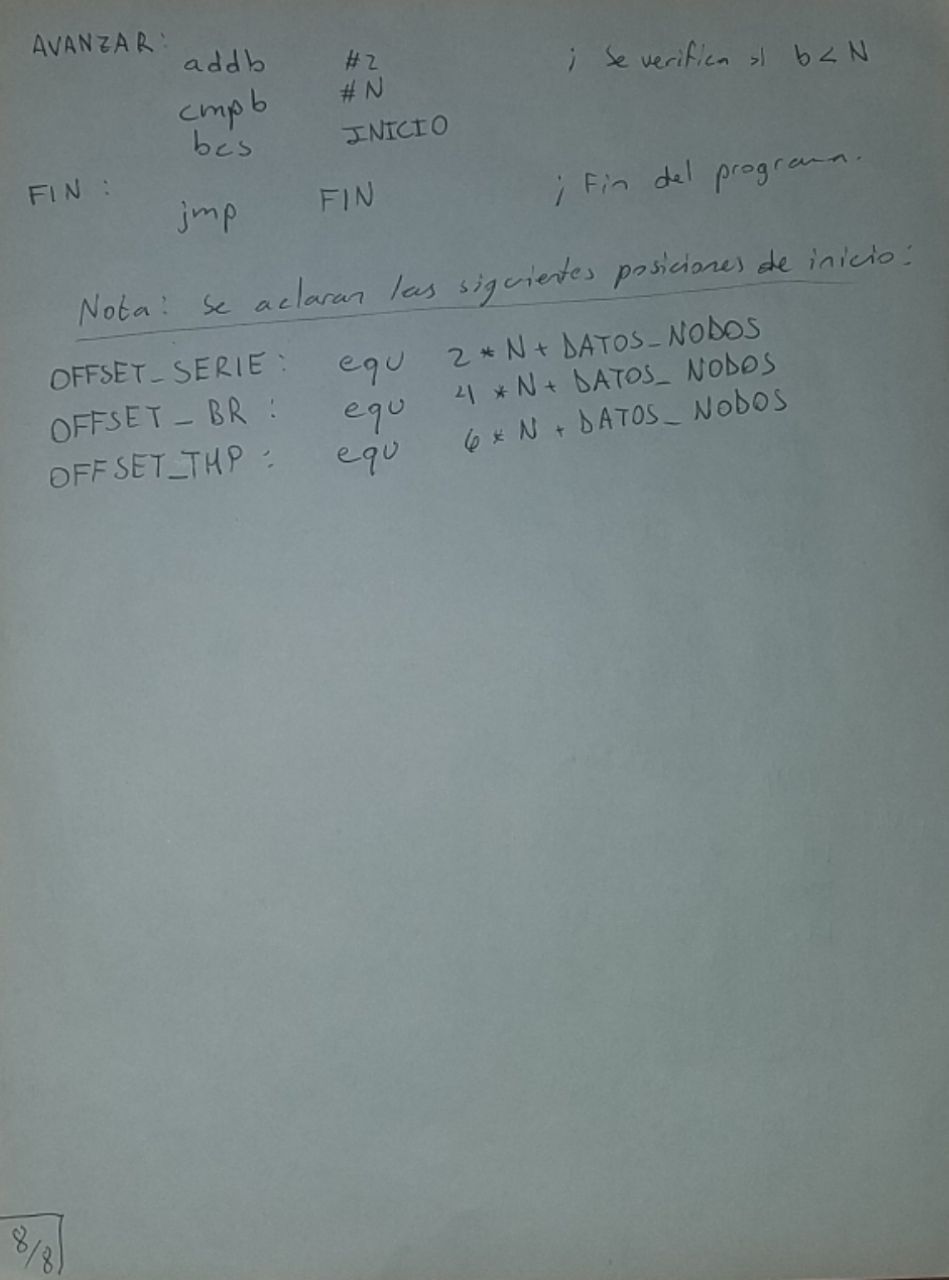 AVANZAR:
addb #2 ; Se verifica si b < N
cmpb #N
bcs INICIO
FIN:
jmp FIN ; Fin del programa.
Nota: se aclaran las siguientes posiciones de inicio:
OFFSET_SERIE: equ 2 * N + DATOS_NODOS
OFFSET_BR: equ 4 * N + DATOS_NODOS
OFFSET_TMP: equ 6 * N + DATOS_NODOS
8/8